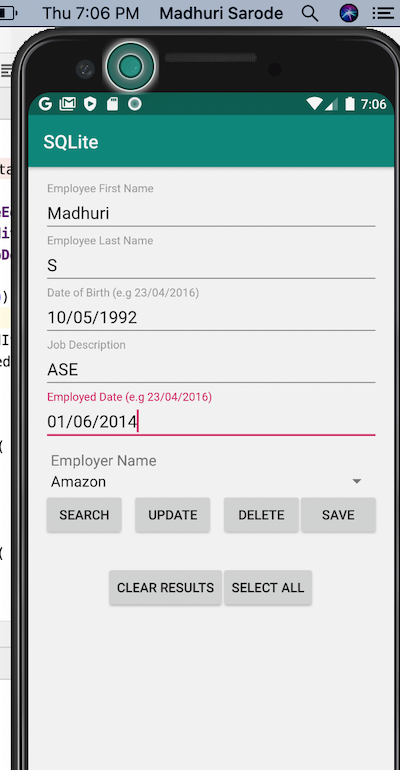 Thu 7:06 PM Madhuri Sarode
G 7:06
SQLite
Employee First Name
Madhuri
Employee Last Name
S
Date of Birth (e.g 23/04/2016)
10/05/1992
Job Description
ASE
Employed Date (e.g 23/04/2016)
01/06/2014
Employer Name
Amazon
SEARCH UPDATE DELETE SAVE
CLEAR RESULTS SELECT ALL